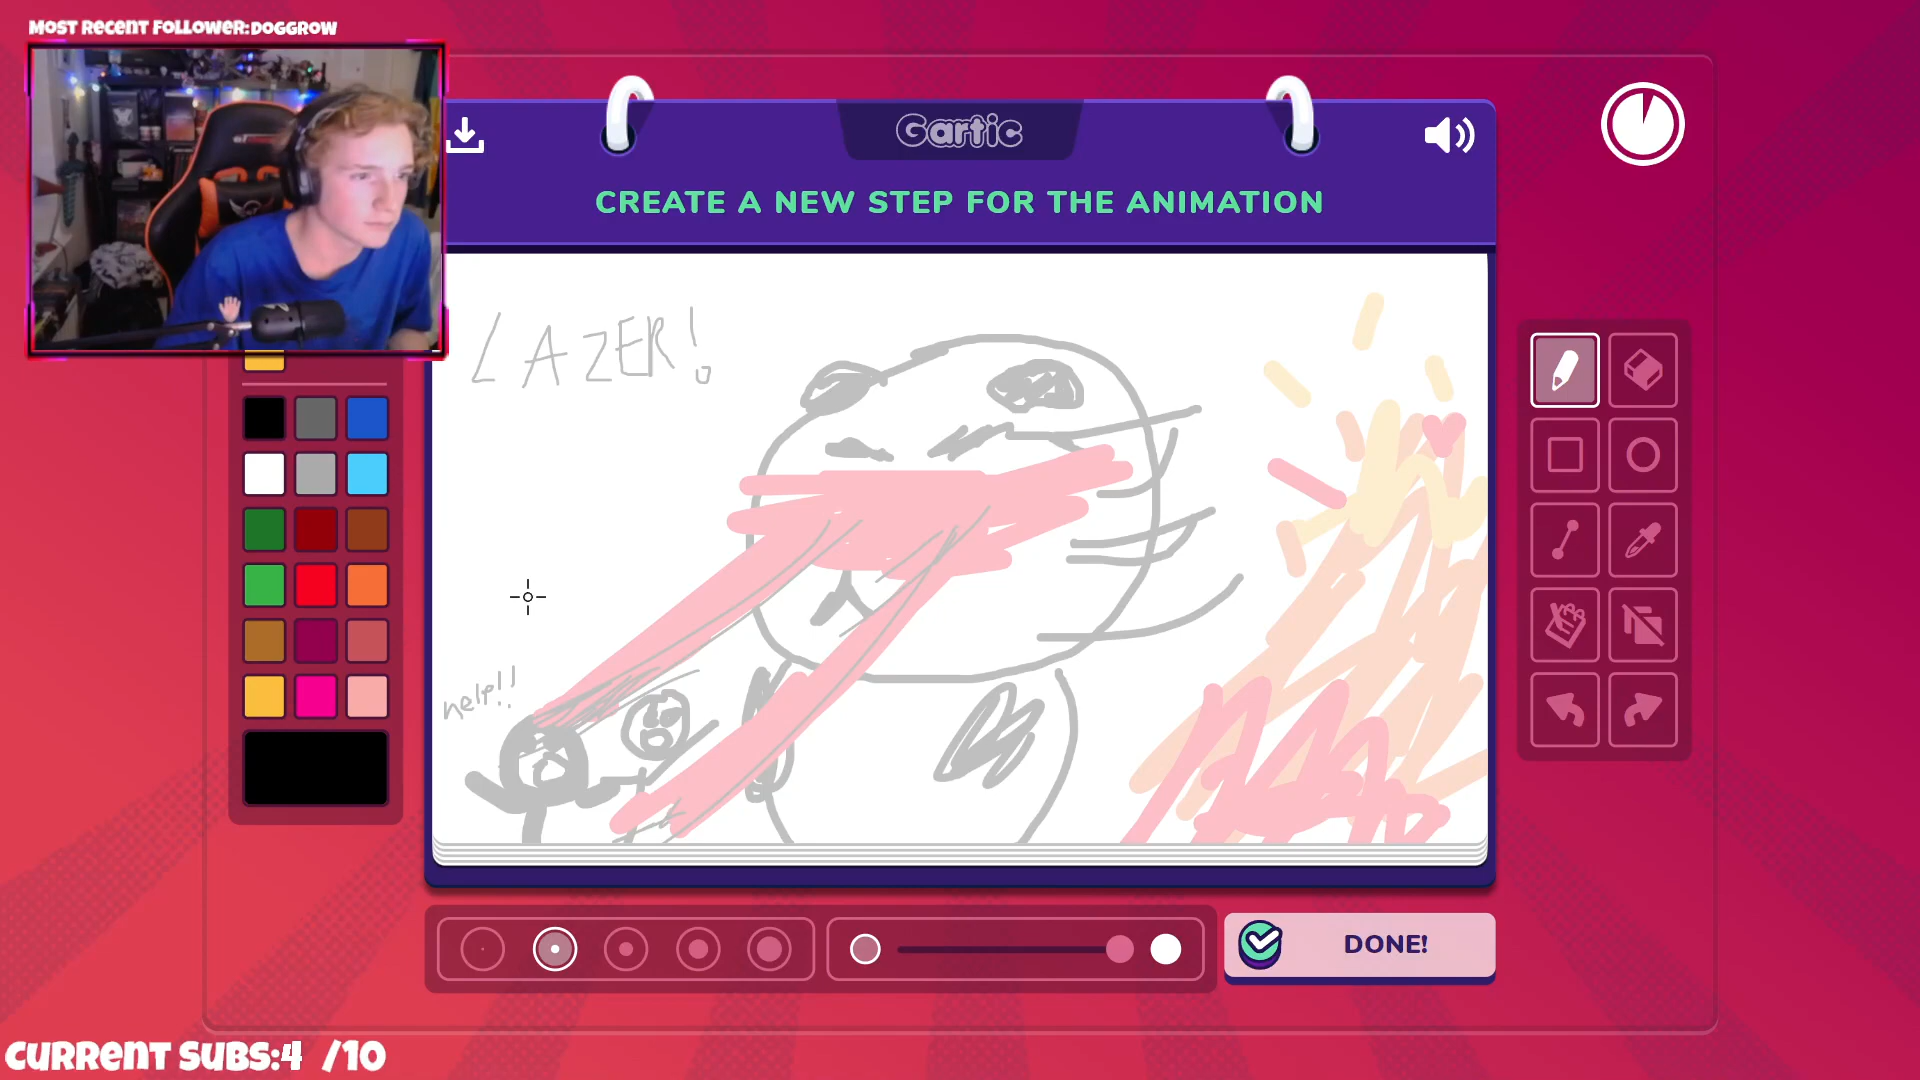 MOST RECENT FOLLOWER:DOGGROW
Gartic
CREATE A NEW STEP FOR THE ANIMATION
LAZER!
help!!
DONE!
CURRENT SUBS:4 /10